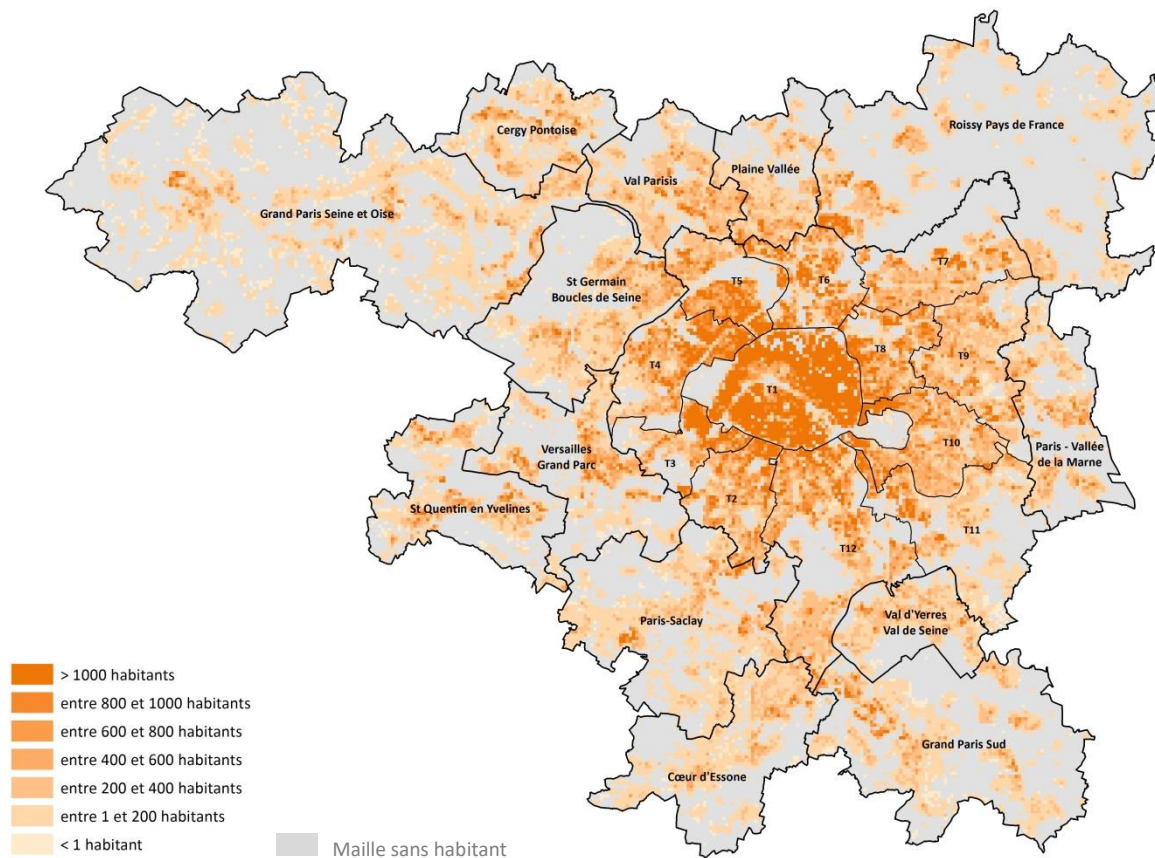 Cergy Pontoise
Roissy Pays de France
Val Parisis
Plaine Vallée
Grand Paris Seine et Oise
St Germain
Boucles de Seine
T7
T5
T6
T8
T9
T4
T1
T10
Versailles
Grand Parc
T3
Paris - Vallée
de la Marne
T2
St Quentin en Yvelines
T11
T12
Paris-Saclay
Val d'Yerres
Val de Seine
Grand Paris Sud
Cœur d'Essone
> 1000 habitants
entre 800 et 1000 habitants
entre 600 et 800 habitants
entre 400 et 600 habitants
entre 200 et 400 habitants
entre 1 et 200 habitants
< 1 habitant
Maille sans habitant